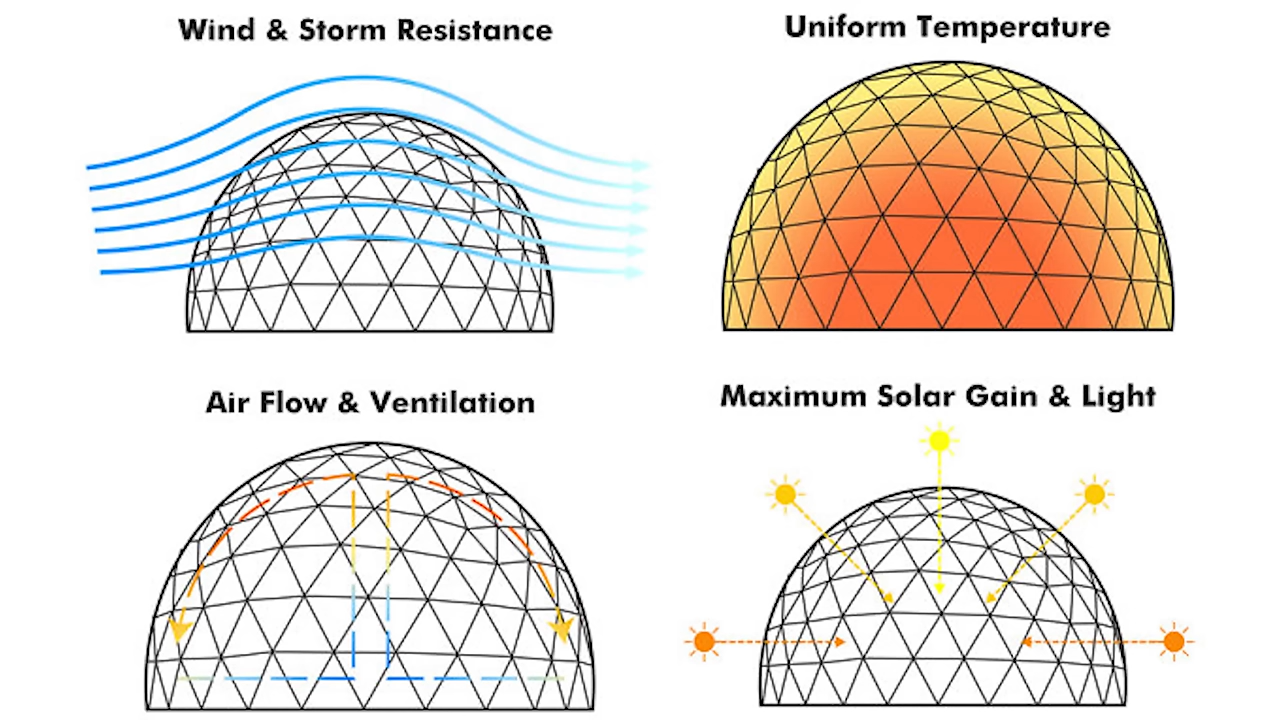 Wind & Storm Resistance
Uniform Temperature
Air Flow & Ventilation
Maximum Solar Gain & Light